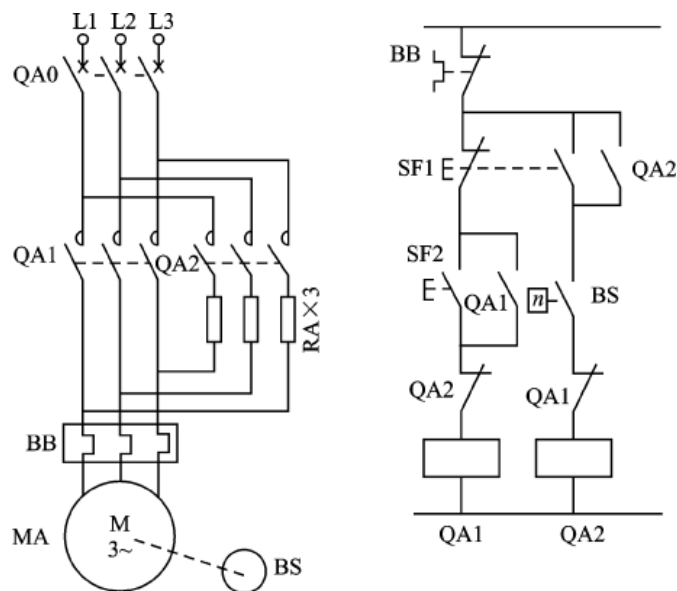 L1 L2 L3
QA0
QA1
QA2
RA×3
BB
MA
M
3~
BS
BB
SF1
QA2
SF2
QA1
n
BS
QA2
QA1
QA1
QA2